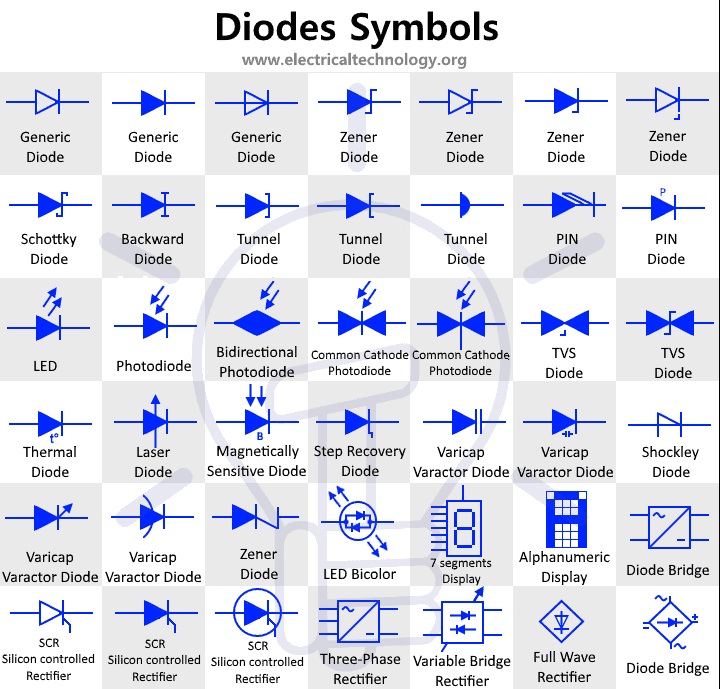 Diodes Symbols
www.electricaltechnology.org
Generic
Diode
Generic
Diode
Generic
Diode
Zener
Diode
Zener
Diode
Zener
Diode
Zener
Diode
P
Schottky
Diode
Backward
Diode
Tunnel
Diode
Tunnel
Diode
Tunnel
Diode
PIN
Diode
PIN
Diode
LED
Photodiode
Bidirectional
Photodiode
Common Cathode
Photodiode
Common Cathode
Photodiode
TVS
Diode
TVS
Diode
t°
Thermal
Diode
Laser
Diode
B
Magnetically
Sensitive Diode
Step Recovery
Diode
Varicap
Varactor Diode
Varicap
Varactor Diode
Shockley
Diode
Varicap
Varactor Diode
Varicap
Varactor Diode
Zener
Diode
LED Bicolor
8
7 segments
Display
Alphanumeric
Display
~
Diode Bridge
SCR
Silicon controlled
Rectifier
SCR
Silicon controlled
Rectifier
SCR
Silicon controlled
Rectifier
~
Three-Phase
Rectifier
Variable Bridge
Rectifier
Full Wave
Rectifier
~ +
- ~
Diode Bridge